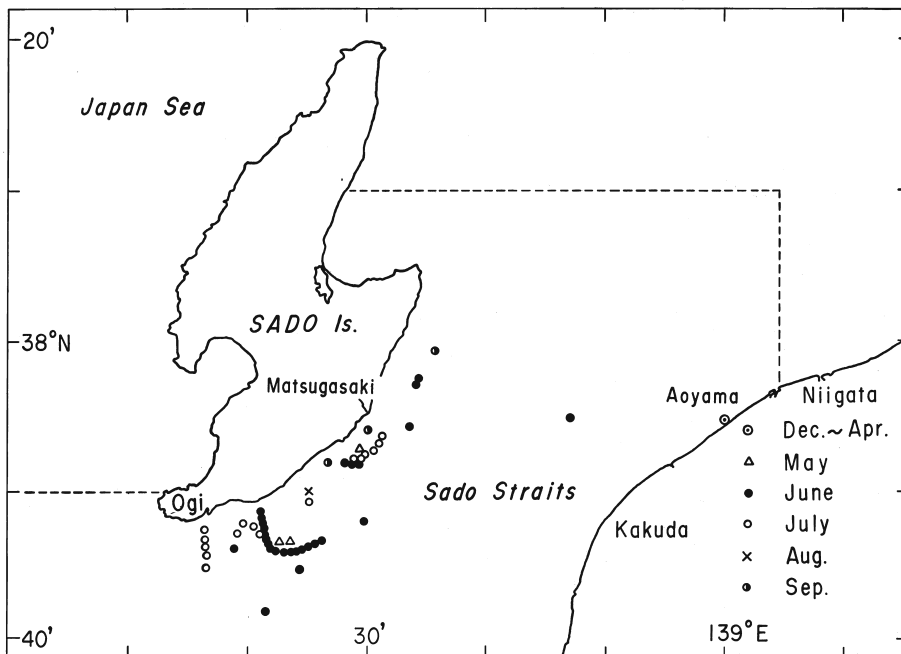 20'
Japan Sea
SADO Is.
38°N
Matsugasaki
Aoyama
Niigata
Dec.~Apr.
May
Ogi
Sado Straits
June
Kakuda
July
Aug.
Sep.
40'
30'
139°E